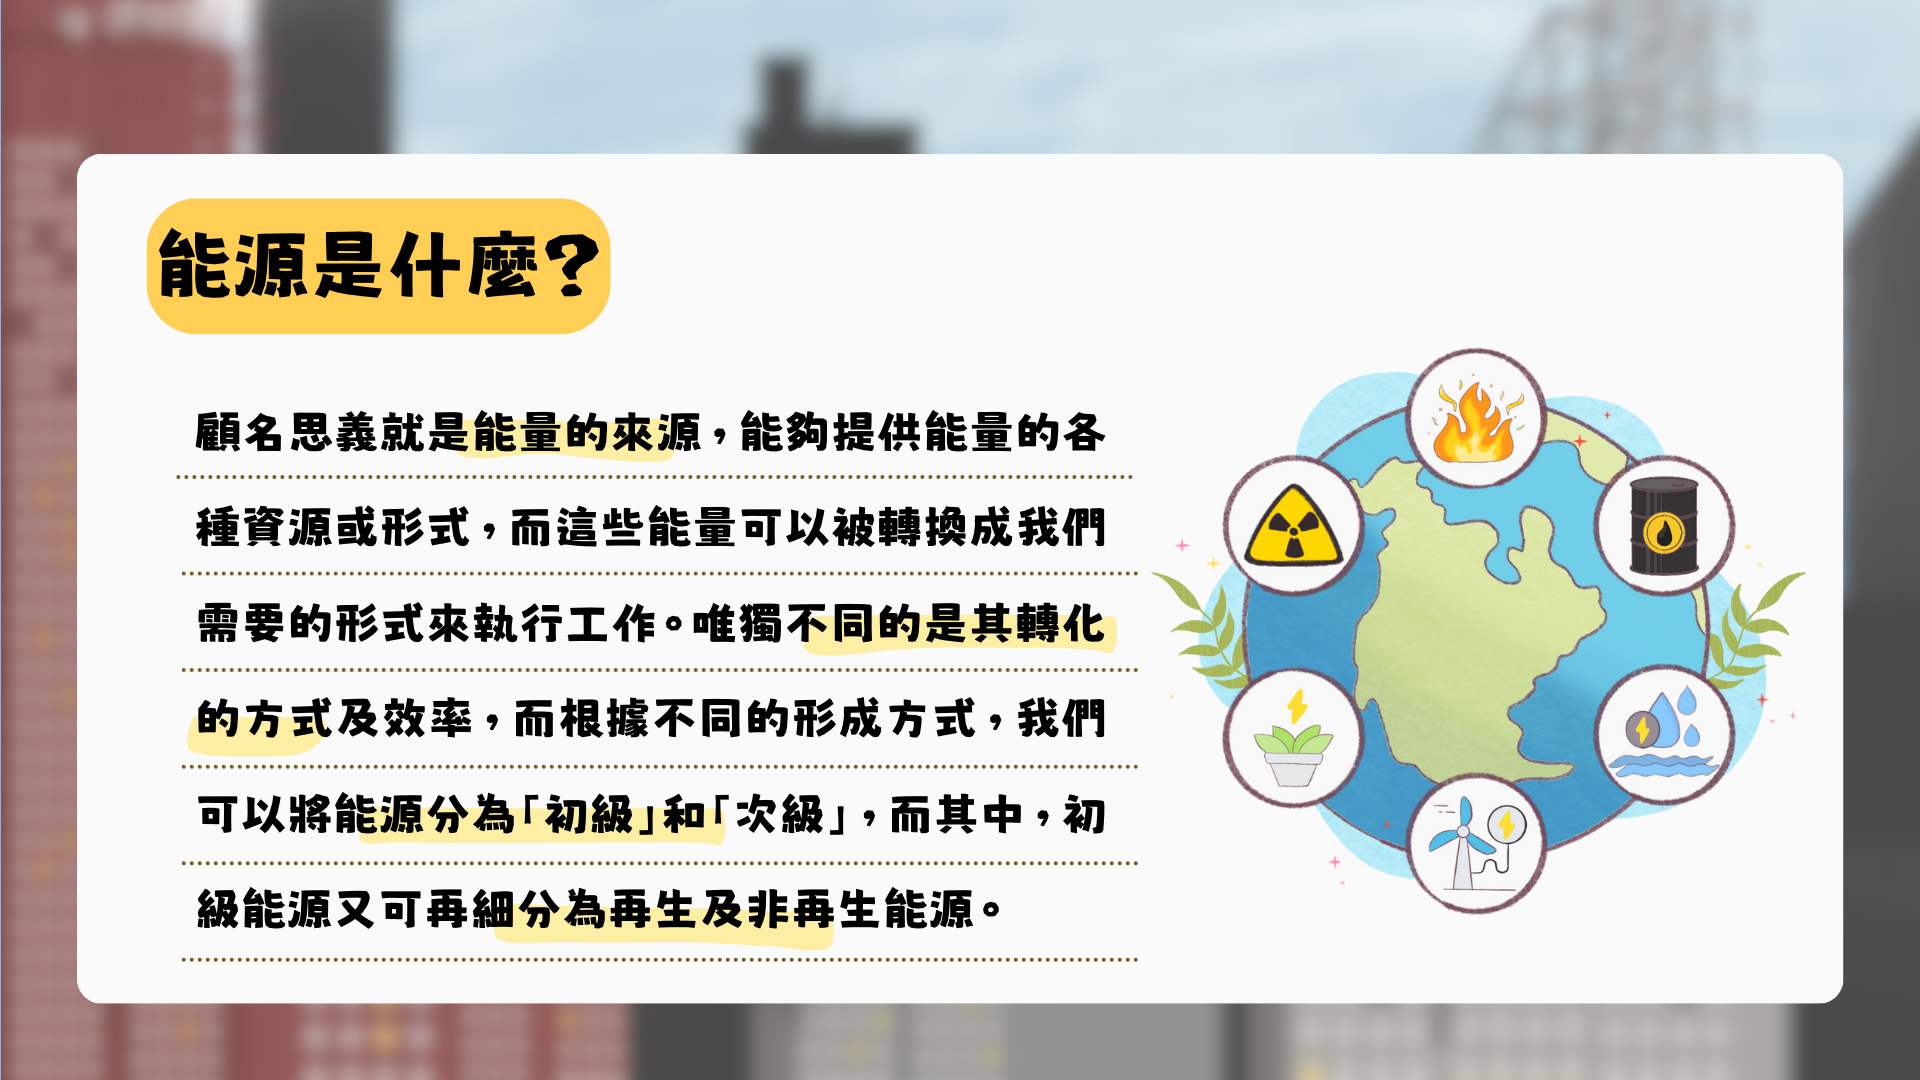 能源是什麼?
顧名思義就是能量的來源，能夠提供能量的各
種資源或形式，而這些能量可以被轉換成我們
需要的形式來執行工作。唯獨不同的是其轉化
的方式及效率，而根據不同的形成方式，我們
可以將能源分為「初級」和「次級」，而其中，初
級能源又可再細分為再生及非再生能源。